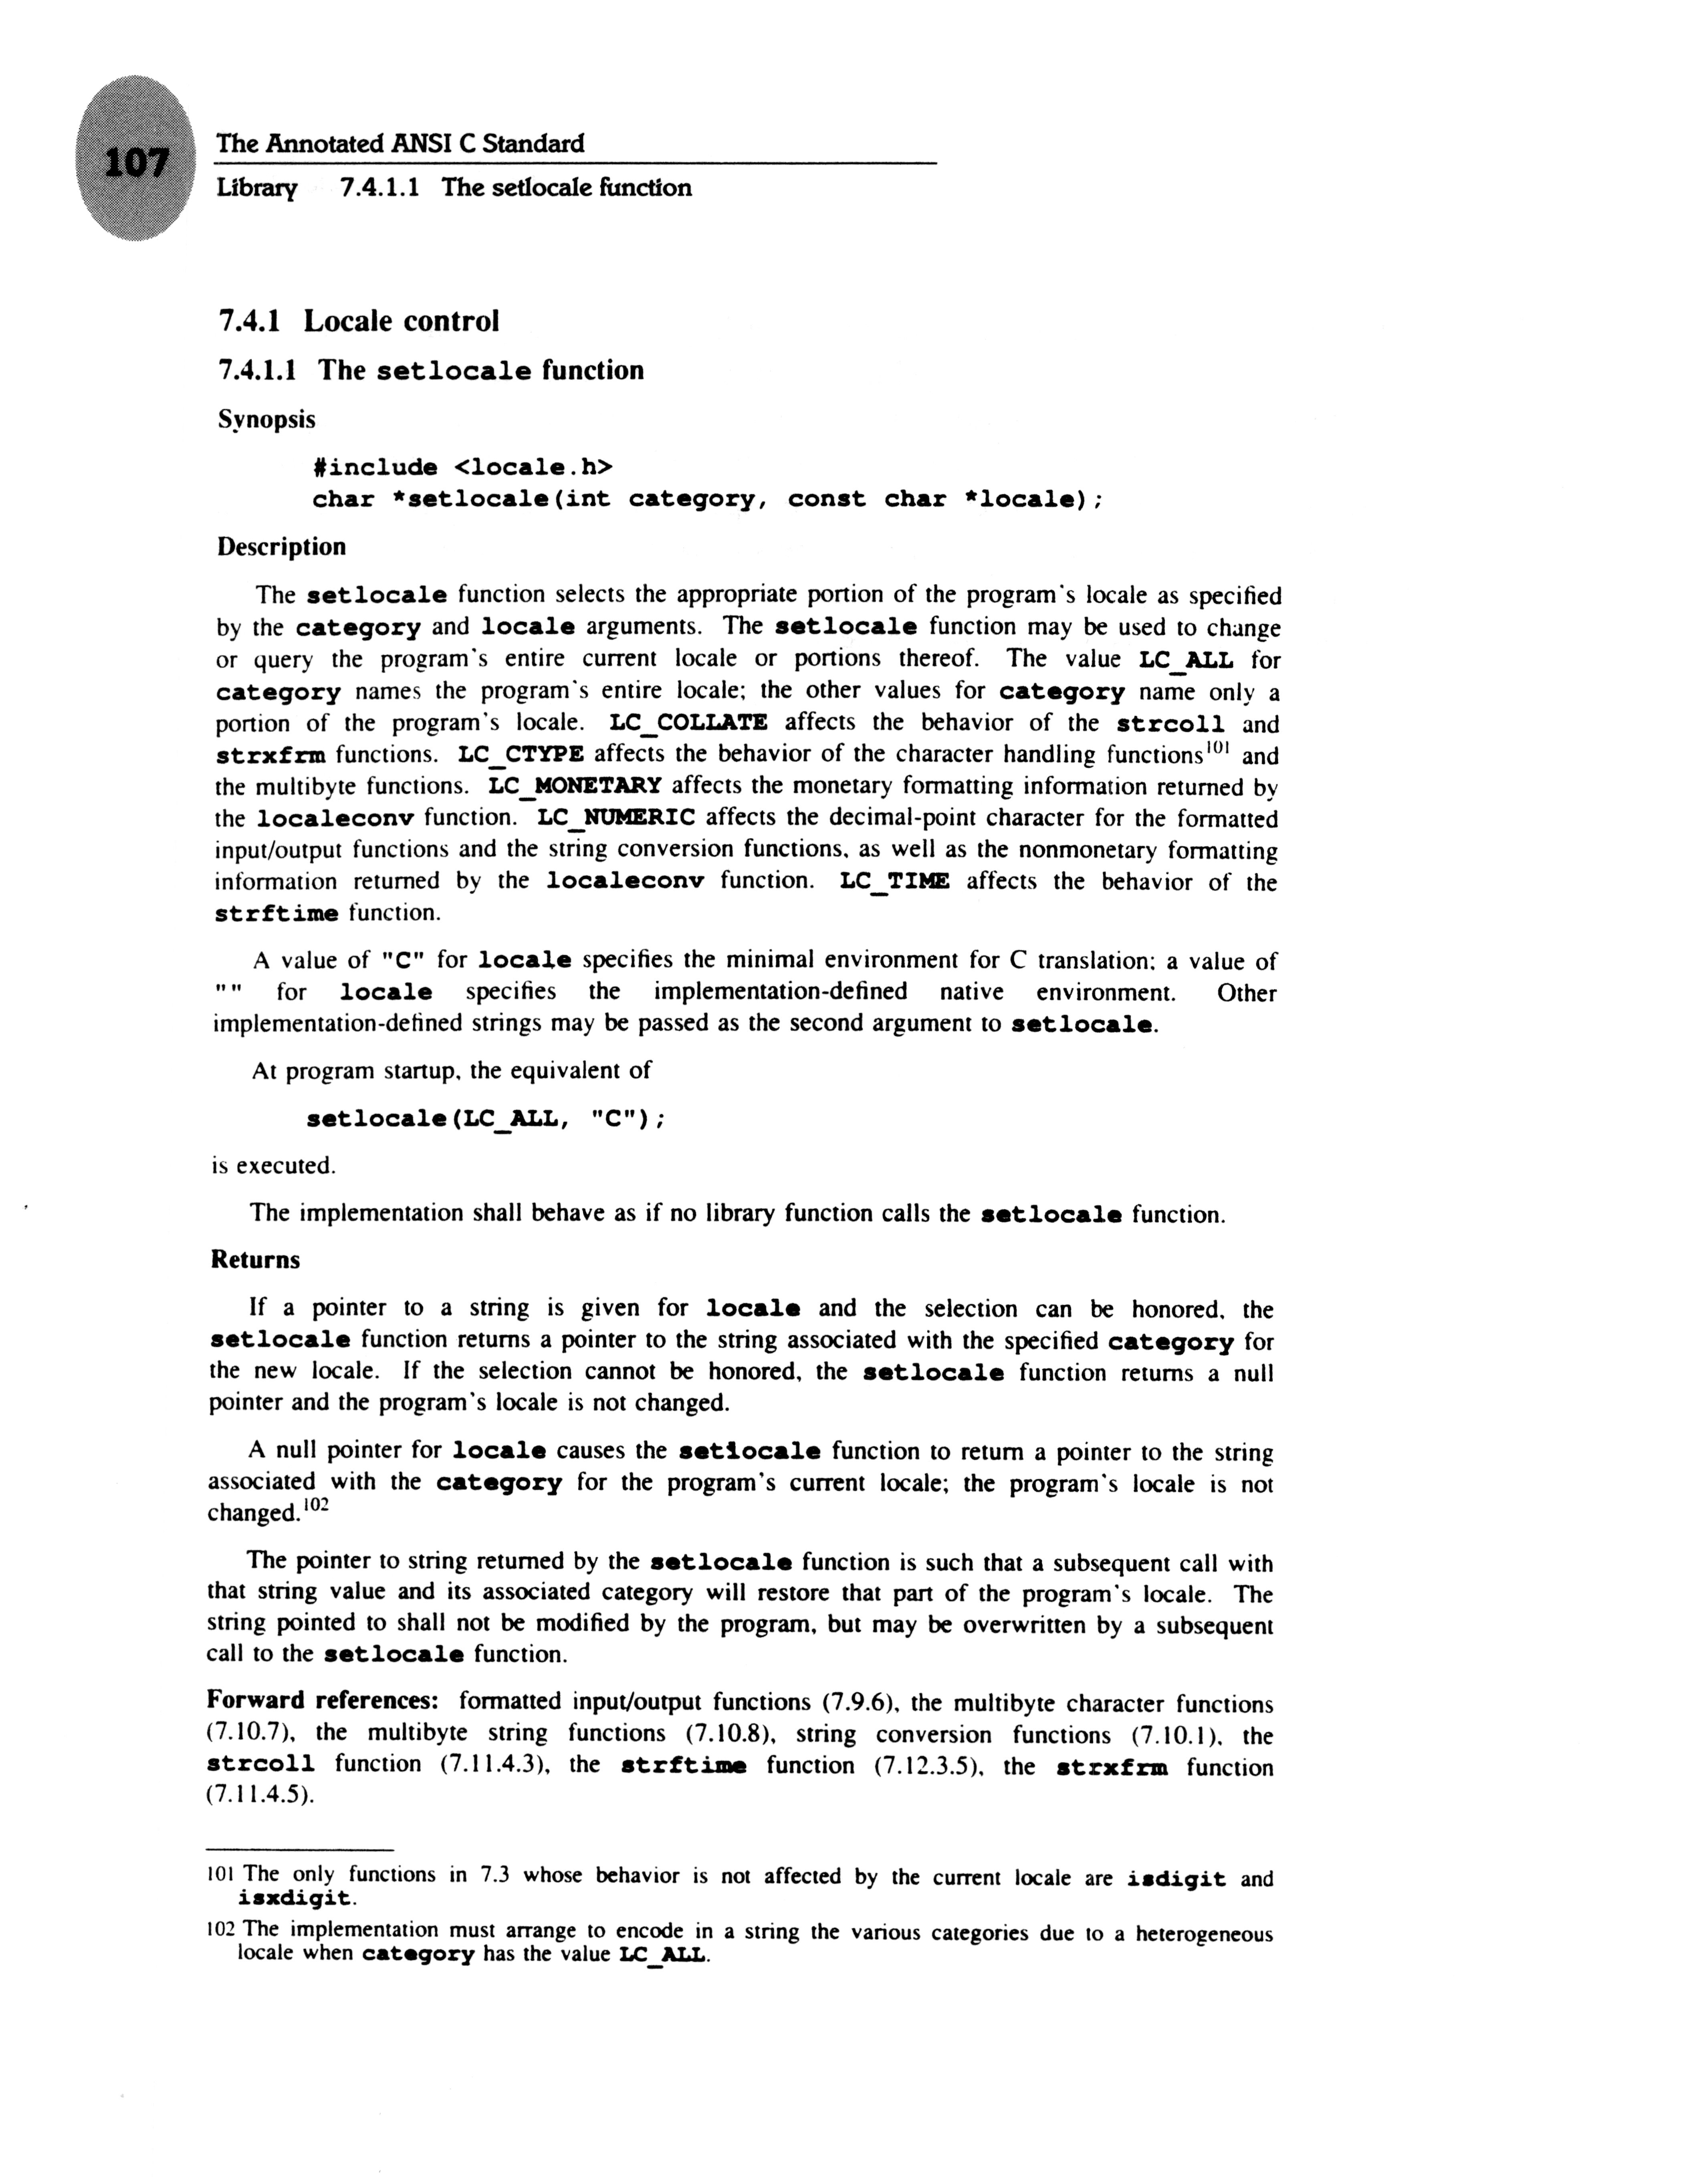 107
The Annotated ANSI C Standard
Library 7.4.1.1 The setlocale function
7.4.1 Locale control
7.4.1.1 The setlocale function
Synopsis
#include <locale.h>
char *setlocale(int category, const char *locale);
Description
The setlocale function selects the appropriate portion of the program's locale as specified
by the category and locale arguments. The setlocale function may be used to change
or query the program's entire current locale or portions thereof. The value LC_ALL for
category names the program's entire locale; the other values for category name only a
portion of the program's locale. LC_COLLATE affects the behavior of the strcoll and
strxfrm functions. LC_CTYPE affects the behavior of the character handling functions101 and
the multibyte functions. LC_MONETARY affects the monetary formatting information returned by
the localeconv function. LC_NUMERIC affects the decimal-point character for the formatted
input/output functions and the string conversion functions, as well as the nonmonetary formatting
information returned by the localeconv function. LC_TIME affects the behavior of the
strftime function.
A value of "C" for locale specifies the minimal environment for C translation; a value of
"" for locale specifies the implementation-defined native environment. Other
implementation-defined strings may be passed as the second argument to setlocale.
At program startup, the equivalent of
setlocale(LC_ALL, "C");
is executed.
The implementation shall behave as if no library function calls the setlocale function.
Returns
If a pointer to a string is given for locale and the selection can be honored, the
setlocale function returns a pointer to the string associated with the specified category for
the new locale. If the selection cannot be honored, the setlocale function returns a null
pointer and the program's locale is not changed.
A null pointer for locale causes the setlocale function to return a pointer to the string
associated with the category for the program's current locale; the program's locale is not
changed.102
The pointer to string returned by the setlocale function is such that a subsequent call with
that string value and its associated category will restore that part of the program's locale. The
string pointed to shall not be modified by the program, but may be overwritten by a subsequent
call to the setlocale function.
Forward references: formatted input/output functions (7.9.6), the multibyte character functions
(7.10.7), the multibyte string functions (7.10.8), string conversion functions (7.10.1), the
strcoll function (7.11.4.3), the strftime function (7.12.3.5), the strxfrm function
(7.11.4.5).
101 The only functions in 7.3 whose behavior is not affected by the current locale are isdigit and
isxdigit.
102 The implementation must arrange to encode in a string the various categories due to a heterogeneous
locale when category has the value LC_ALL.